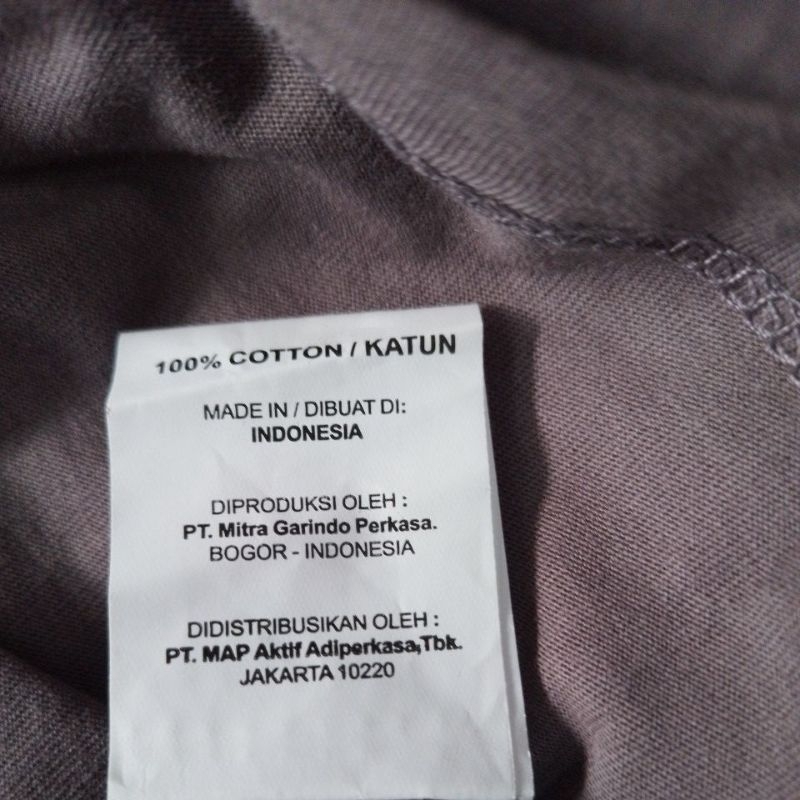 100% COTTON / KATUN
MADE IN / DIBUAT DI:
INDONESIA
DIPRODUKSI OLEH :
PT. Mitra Garindo Perkasa.
BOGOR - INDONESIA
DIDISTRIBUSIKAN OLEH :
PT. MAP Aktif Adiperkasa,Tbk.
JAKARTA 10220